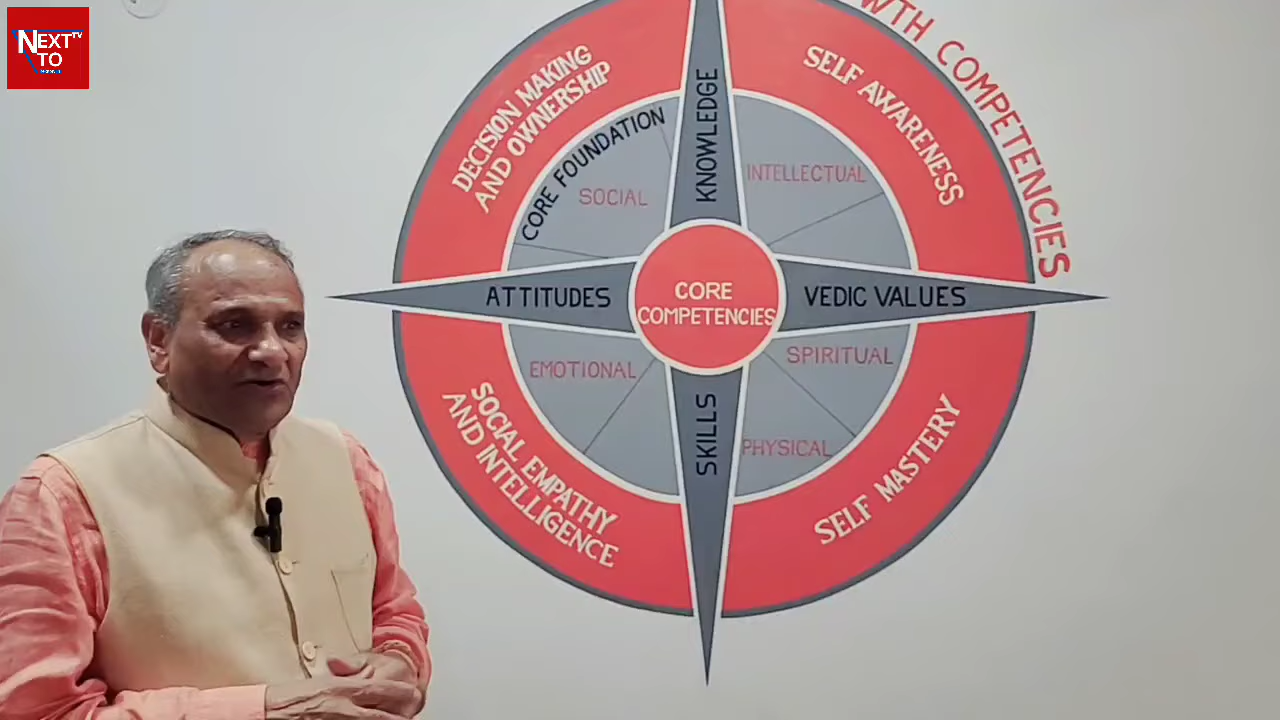 NEXT TV
TO
WTH COMPETENCIES
DECISION MAKING
AND OWNERSHIP
SELF AWARENESS
CORE FOUNDATION
SOCIAL
KNOWLEDGE
INTELLECTUAL
ATTITUDES
CORE
COMPETENCIES
VEDIC VALUES
EMOTIONAL
SPIRITUAL
SKILLS
PHYSICAL
SOCIAL EMPATHY
AND INTELLIGENCE
SELF MASTERY